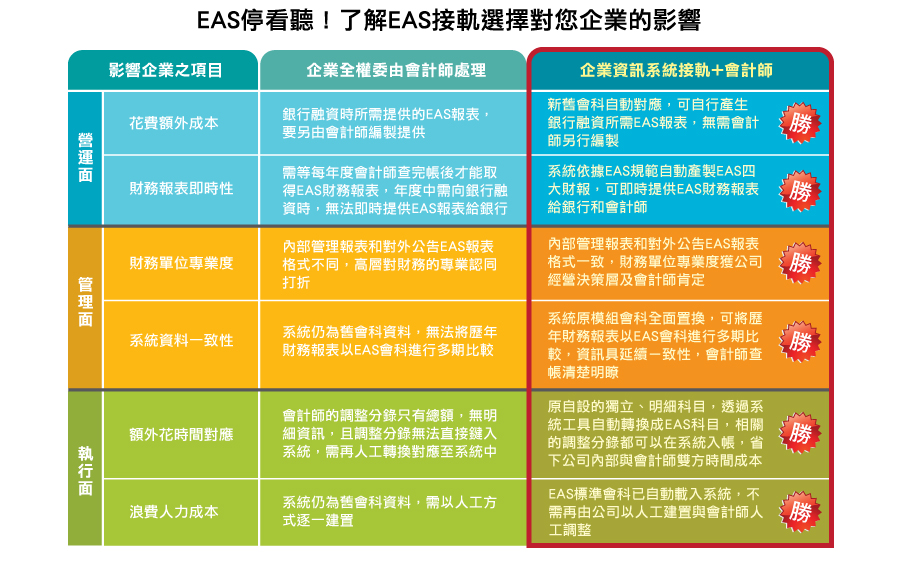 EAS停看聽！了解EAS接軌選擇對您企業的影響
影響企業之項目
企業全權委由會計師處理
企業資訊系統接軌+會計師
營運面
花費額外成本
銀行融資時所需提供的EAS報表，
要另由會計師編製提供
新舊會科自動對應，可自行產生
銀行融資所需EAS報表，無需會計
師另行編製
勝
財務報表即時性
需等每年度會計師查完帳後才能取
得EAS財務報表，年度中需向銀行融
資時，無法即時提供EAS報表給銀行
系統依據EAS規範自動產製EAS四
大財報，可即時提供EAS財務報表
給銀行和會計師
勝
管理面
財務單位專業度
內部管理報表和對外公告EAS報表
格式不同，高層對財務的專業認同
打折
內部管理報表和對外公告EAS報表
格式一致，財務單位專業度獲公司
經營決策層及會計師肯定
勝
系統資料一致性
系統仍為舊會科資料，無法將歷年
財務報表以EAS會科進行多期比較
系統原模組會科全面置換，可將歷
年財務報表以EAS會科進行多期比
較，資訊具延續一致性，會計師查
帳清楚明瞭
勝
執行面
額外花時間對應
會計師的調整分錄只有總額，無明
細資訊，且調整分錄無法直接鍵入
系統，需再人工轉換對應至系統中
原自設的獨立、明細科目，透過系
統工具自動轉換成EAS科目，相關
的調整分錄都可以在系統入帳，省
下公司內部與會計師雙方時間成本
勝
浪費人力成本
系統仍為舊會科資料，需以人工方
式逐一建置
EAS標準會科已自動載入系統，不
需再由公司以人工建置與會計師人
工調整
勝